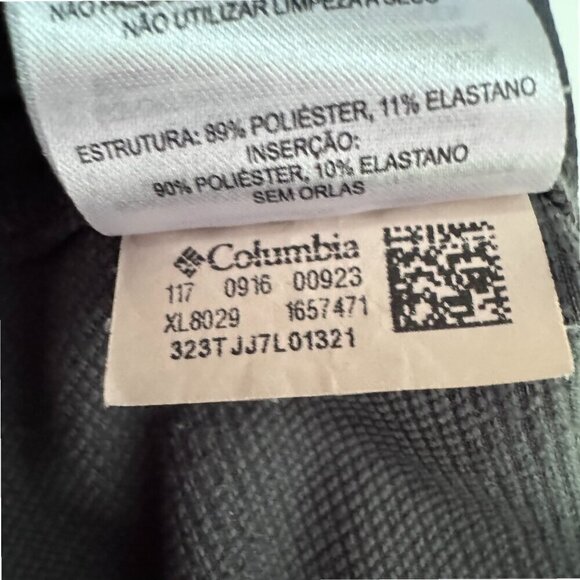 NÃO UTILIZAR LIMPEZA A SECO
ESTRUTURA: 89% POLIÉSTER, 11% ELASTANO
INSERÇÃO:
90% POLIÉSTER, 10% ELASTANO
SEM ORLAS
Columbia
117 0916 00923
XL8029 1657471
323TJJ7L01321